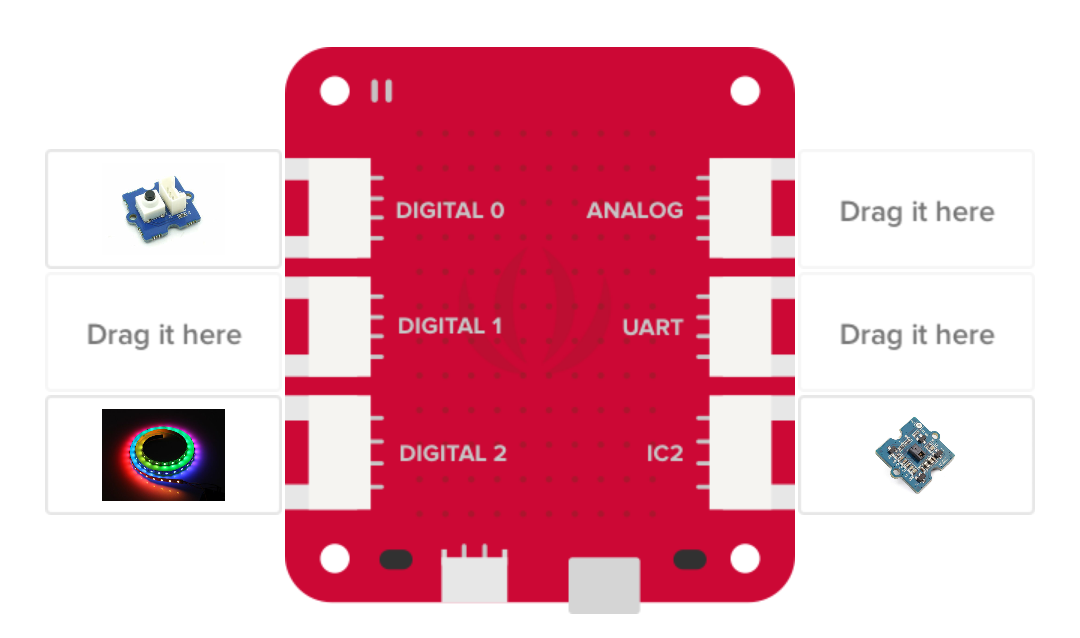 DIGITAL 0
ANALOG
Drag it here
Drag it here
DIGITAL 1
UART
Drag it here
DIGITAL 2
IC2